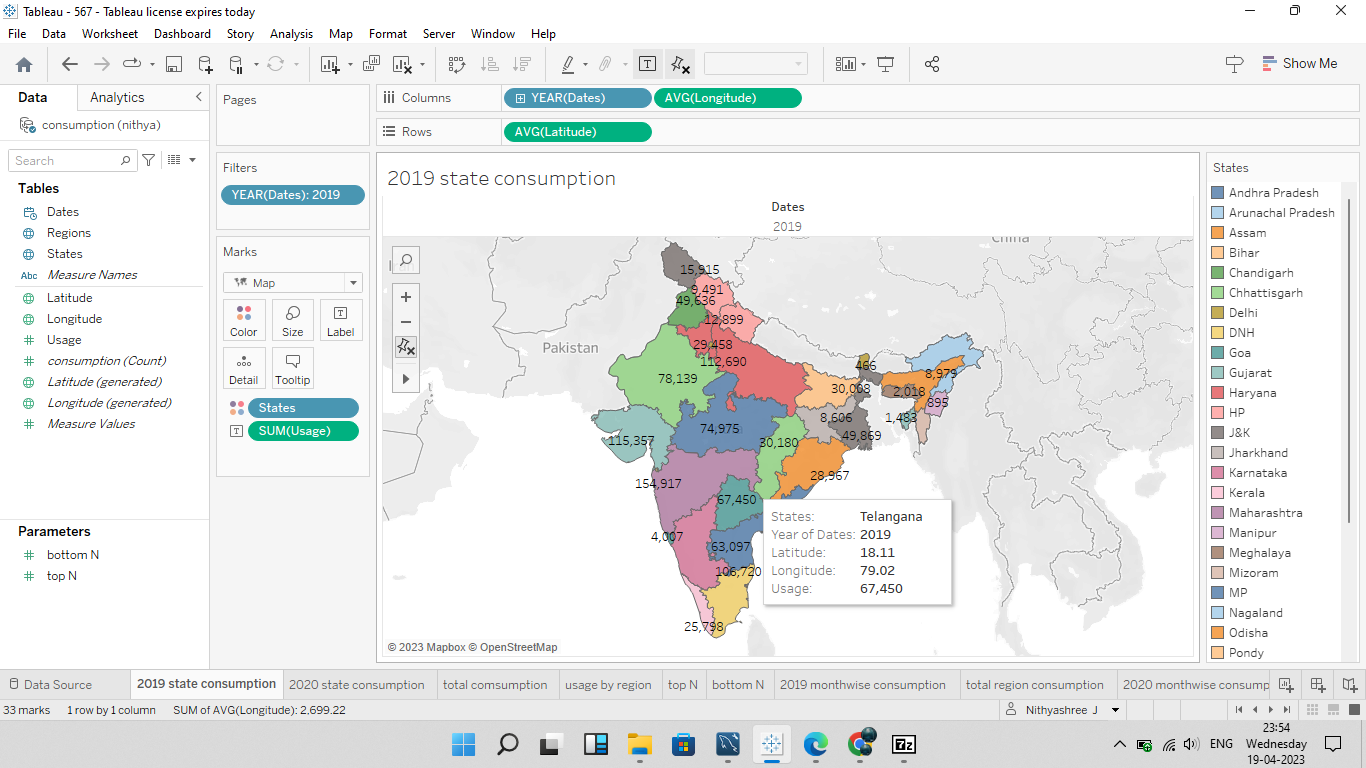 Tableau - 567 - Tableau license expires today
File Data Worksheet Dashboard Story Analysis Map Format Server Window Help
Show Me
Data Analytics
consumption (nithya)
Search
Tables
Dates
Regions
States
Abc Measure Names
Latitude
Longitude
Usage
consumption (Count)
Latitude (generated)
Longitude (generated)
Measure Values
Parameters
bottom N
top N
Pages
Filters
YEAR(Dates): 2019
Marks
Map
Color Size Label
Detail Tooltip
States
SUM(Usage)
Columns YEAR(Dates) AVG(Longitude)
Rows AVG(Latitude)
2019 state consumption
Dates
2019
China
Pakistan
15,915
9,491
49,636
12,899
29,458
112,690
78,139
466
8,979
30,008
2,018
895
8,606
1,483
74,975
49,869
115,357
30,180
28,967
154,917
67,450
4,007
63,097
106,720
25,798
States: Telangana
Year of Dates: 2019
Latitude: 18.11
Longitude: 79.02
Usage: 67,450
© 2023 Mapbox © OpenStreetMap
States
Andhra Pradesh
Arunachal Pradesh
Assam
Bihar
Chandigarh
Chhattisgarh
Delhi
DNH
Goa
Gujarat
Haryana
HP
J&K
Jharkhand
Karnataka
Kerala
Maharashtra
Manipur
Meghalaya
Mizoram
MP
Nagaland
Odisha
Pondy
Data Source 2019 state consumption 2020 state consumption total comsumption usage by region top N bottom N 2019 monthwise consumption total region consumption 2020 monthwise consump
33 marks 1 row by 1 column SUM of AVG(Longitude): 2,699.22 Nithyashree J
7z
ENG
23:54
Wednesday
19-04-2023